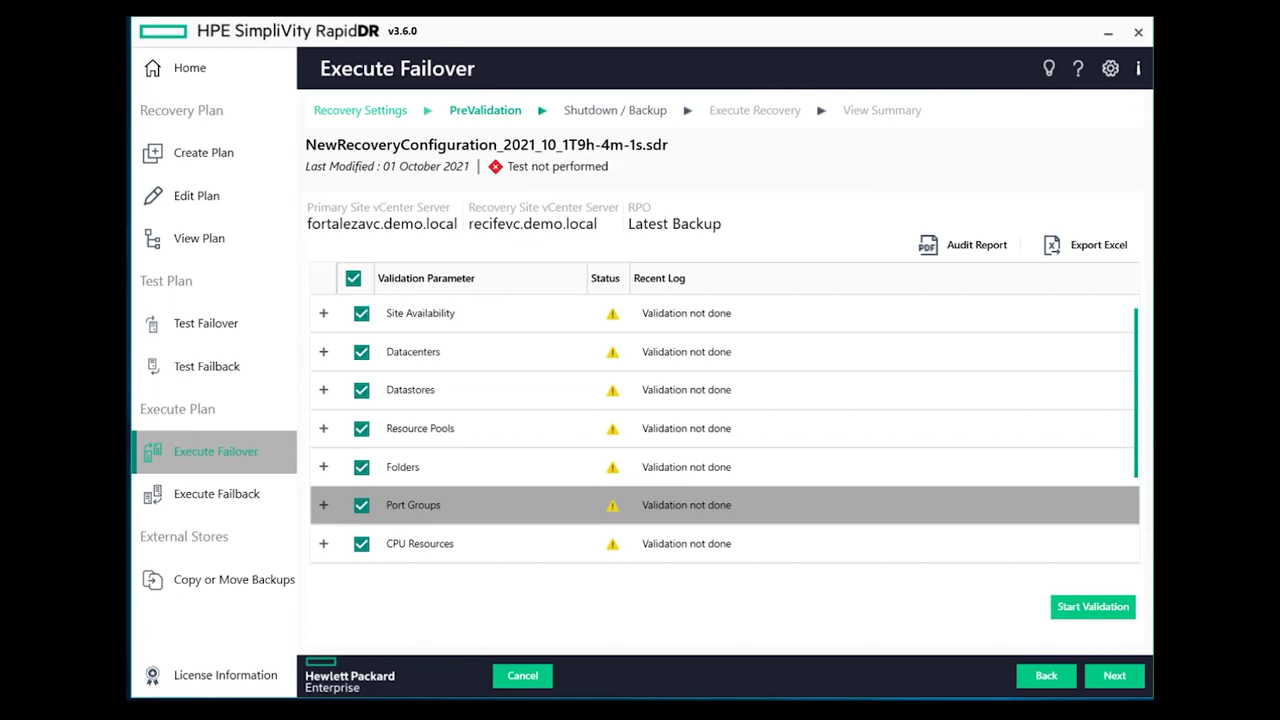 HPE SimpliVity RapidDR v3.6.0
Home
Recovery Plan
Create Plan
Edit Plan
View Plan
Test Plan
Test Failover
Test Failback
Execute Plan
Execute Failover
Execute Failback
External Stores
Copy or Move Backups
License Information
Execute Failover
Recovery Settings PreValidation Shutdown / Backup Execute Recovery View Summary
NewRecoveryConfiguration_2021_10_1T9h-4m-1s.sdr
Last Modified : 01 October 2021 | Test not performed
Primary Site vCenter Server Recovery Site vCenter Server RPO
fortalezavc.demo.local recifevc.demo.local Latest Backup
PDF Audit Report Export Excel
Validation Parameter Status Recent Log
Site Availability Validation not done
Datacenters Validation not done
Datastores Validation not done
Resource Pools Validation not done
Folders Validation not done
Port Groups Validation not done
CPU Resources Validation not done
Start Validation
Hewlett Packard
Enterprise
Cancel Back Next